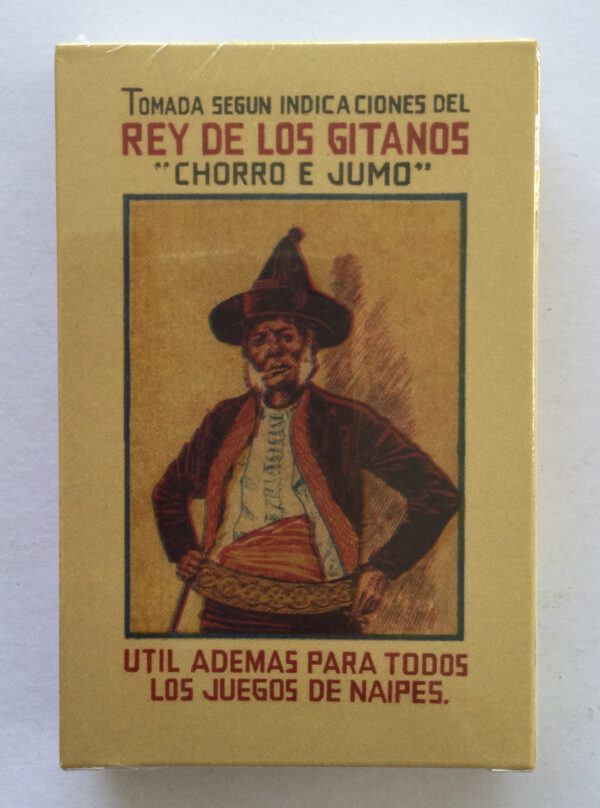 TOMADA SEGUN INDICACIONES DEL
REY DE LOS GITANOS
"CHORRO E JUMO"
UTIL ADEMAS PARA TODOS
LOS JUEGOS DE NAIPES.